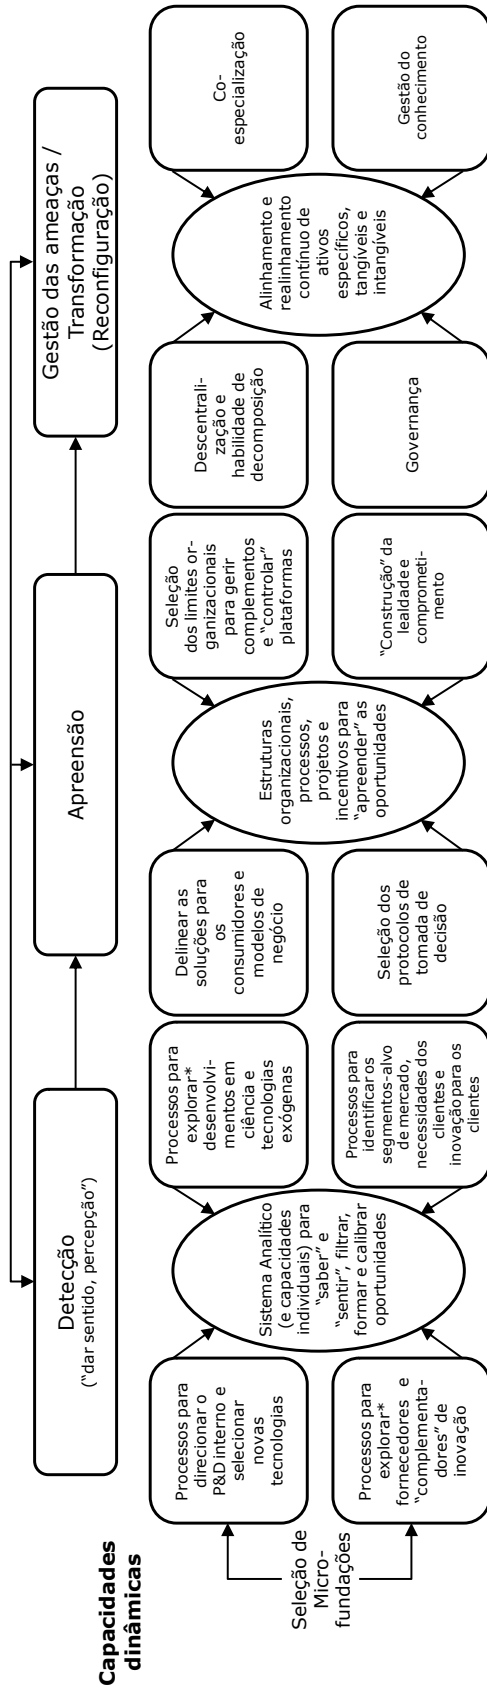 Capacidades
dinâmicas
Detecção
(“dar sentido, percepção”)
Apreensão
Gestão das ameaças /
Transformação
(Reconfiguração)
Seleção de
Micro-
fundações
Processos para
direcionar o
P&D interno e
selecionar
novas
tecnologias
Processos para
explorar*
fornecedores e
“complementa-
dores” de
inovação
Sistema Analítico
(e capacidades
individuais) para
“saber” e
“sentir”, filtrar,
formar e calibrar
oportunidades
Processos para
explorar*
desenvolvi-
mentos em
ciência e
tecnologias
exógenas
Processos para
identificar os
segmentos-alvo
de mercado,
necessidades dos
clientes e
inovação para os
clientes
Delinear as
soluções para
os
consumidores e
modelos de
negócio
Seleção dos
protocolos de
tomada de
decisão
Estruturas
organizacionais,
processos,
projetos e
incentivos para
“apreender” as
oportunidades
Seleção
dos limites or-
ganizacionais
para gerir
complementos
e “controlar”
plataformas
“Construção” da
lealdade e
comprometi-
mento
Descentrali-
zação e
habilidade de
decomposição
Governança
Alinhamento e
realinhamento
contínuo de
ativos
específicos,
tangíveis e
intangíveis
Co-
especialização
Gestão do
conhecimento